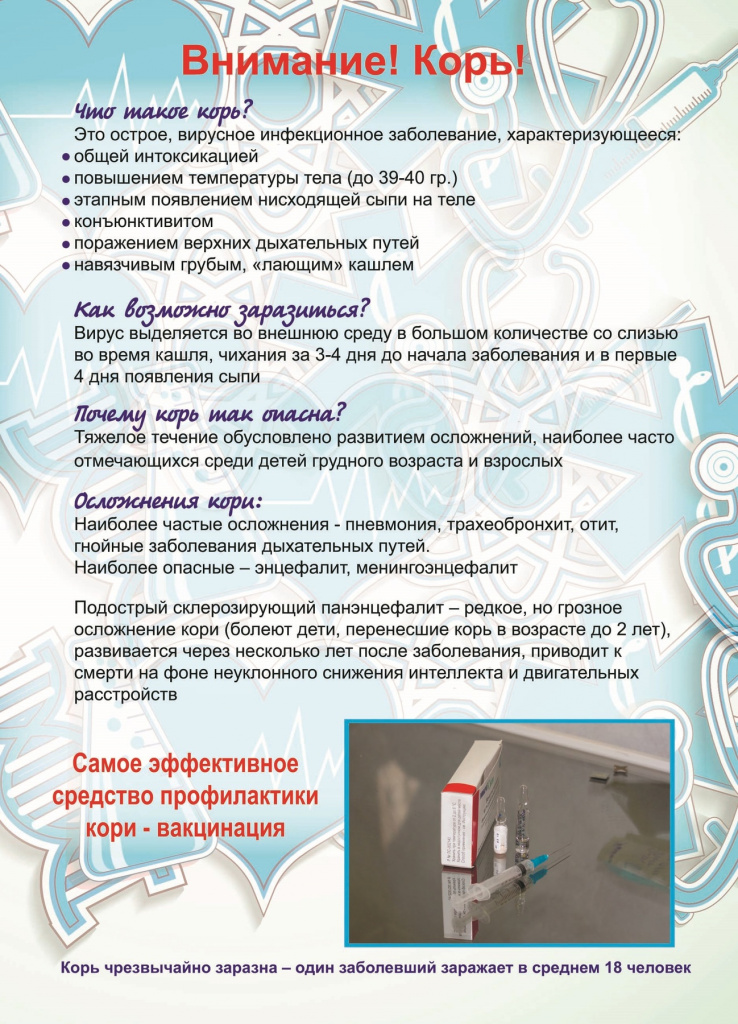 Внимание! Корь!
Что такое корь?
Это острое, вирусное инфекционное заболевание, характеризующееся:
● общей интоксикацией
● повышением температуры тела (до 39-40 гр.)
● этапным появлением нисходящей сыпи на теле
● конъюнктивитом
● поражением верхних дыхательных путей
● навязчивым грубым, «лающим» кашлем
Как возможно заразиться?
Вирус выделяется во внешнюю среду в большом количестве со слизью
во время кашля, чихания за 3-4 дня до начала заболевания и в первые
4 дня появления сыпи
Почему корь так опасна?
Тяжелое течение обусловлено развитием осложнений, наиболее часто
отмечающихся среди детей грудного возраста и взрослых
Осложнения кори:
Наиболее частые осложнения - пневмония, трахеобронхит, отит,
гнойные заболевания дыхательных путей.
Наиболее опасные – энцефалит, менингоэнцефалит
Подострый склерозирующий панэнцефалит – редкое, но грозное
осложнение кори (болеют дети, перенесшие корь в возрасте до 2 лет),
развивается через несколько лет после заболевания, приводит к
смерти на фоне неуклонного снижения интеллекта и двигательных
расстройств
Самое эффективное
средство профилактики
кори - вакцинация
Корь чрезвычайно заразна – один заболевший заражает в среднем 18 человек